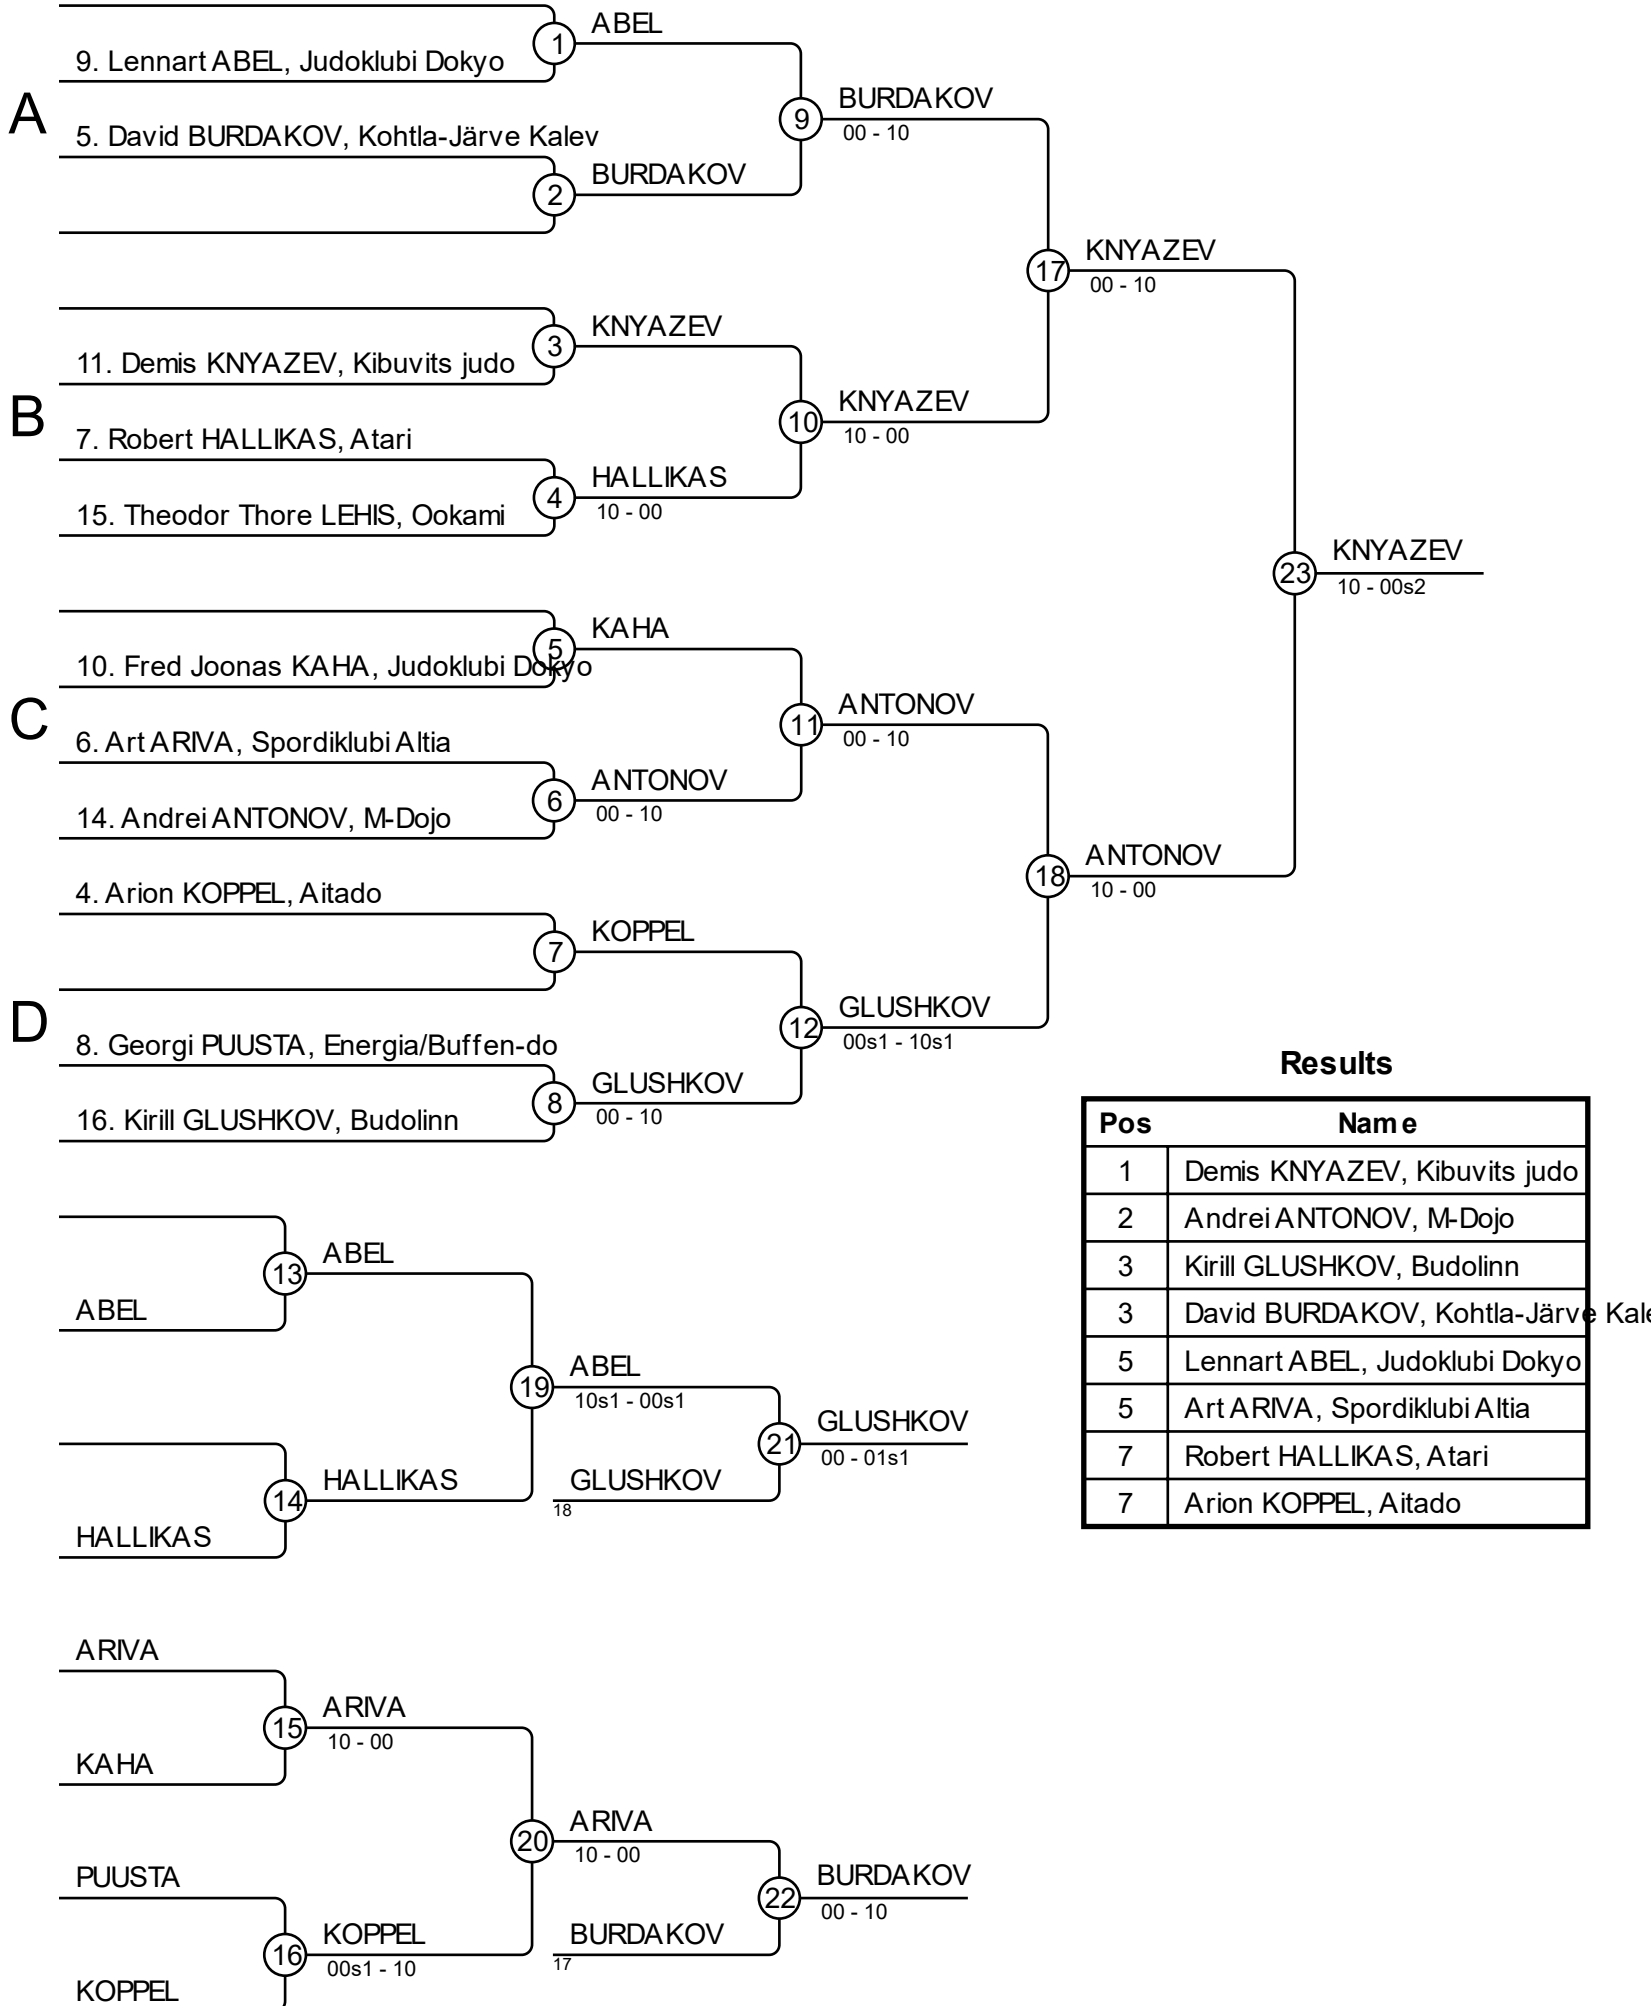 ABEL
1
9. Lennart ABEL, Judoklubi Dokyo
A
BURDAKOV
9
00 - 10
5. David BURDAKOV, Kohtla-Järve Kalev
BURDAKOV
2
KNYAZEV
17
00 - 10
KNYAZEV
3
11. Demis KNYAZEV, Kibuvits judo
B
KNYAZEV
10
10 - 00
7. Robert HALLIKAS, Atari
HALLIKAS
4
10 - 00
15. Theodor Thore LEHIS, Ookami
KNYAZEV
23
10 - 00s2
KAHA
5
10. Fred Joonas KAHA, Judoklubi Dokyo
C
ANTONOV
11
00 - 10
6. Art ARIVA, Spordiklubi Altia
ANTONOV
6
00 - 10
14. Andrei ANTONOV, M-Dojo
ANTONOV
18
10 - 00
4. Arion KOPPEL, Aitado
KOPPEL
7
D
GLUSHKOV
12
00s1 - 10s1
8. Georgi PUUSTA, Energia/Buffen-do
GLUSHKOV
8
00 - 10
16. Kirill GLUSHKOV, Budolinn
Results
Pos Name
1 Demis KNYAZEV, Kibuvits judo
2 Andrei ANTONOV, M-Dojo
3 Kirill GLUSHKOV, Budolinn
3 David BURDAKOV, Kohtla-Järve Kale
5 Lennart ABEL, Judoklubi Dokyo
5 Art ARIVA, Spordiklubi Altia
7 Robert HALLIKAS, Atari
7 Arion KOPPEL, Aitado
ABEL
13
ABEL
ABEL
19
10s1 - 00s1
GLUSHKOV
21
00 - 01s1
HALLIKAS
14
GLUSHKOV
18
HALLIKAS
ARIVA
ARIVA
15
10 - 00
KAHA
ARIVA
20
10 - 00
PUUSTA
BURDAKOV
22
00 - 10
KOPPEL
16
00s1 - 10
BURDAKOV
17
KOPPEL